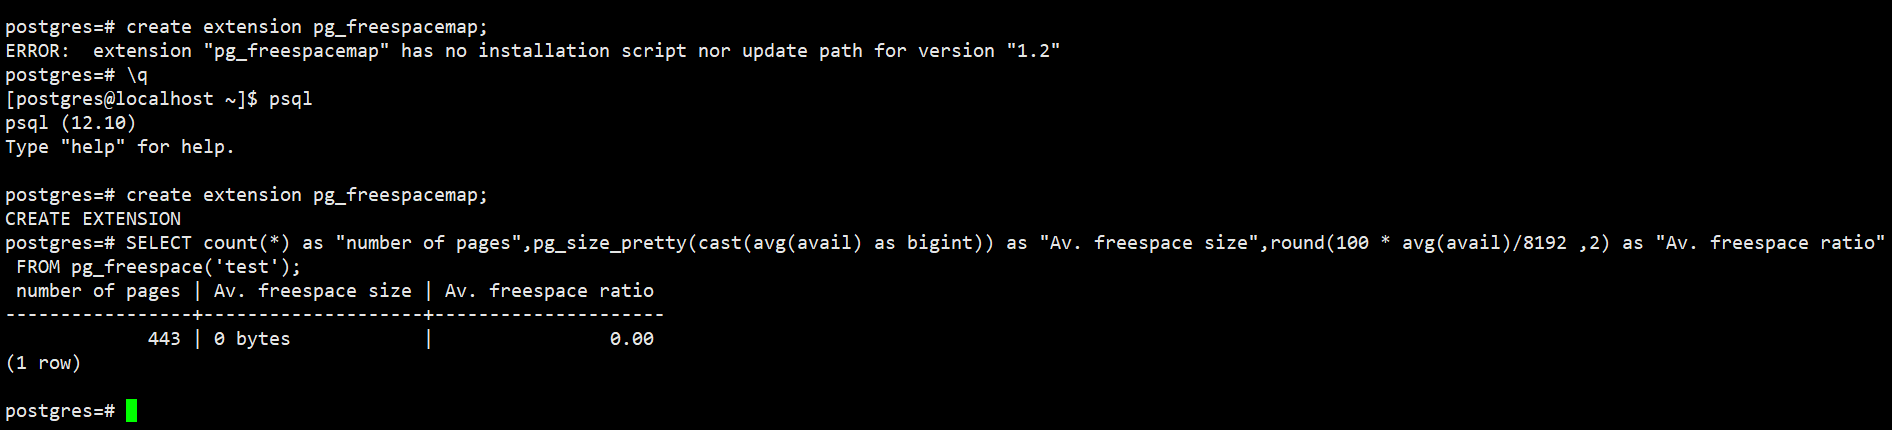 postgres=# create extension pg_freespacemap;
ERROR:  extension "pg_freespacemap" has no installation script nor update path for version "1.2"
postgres=# \q
[postgres@localhost ~]$ psql
psql (12.10)
Type "help" for help.
postgres=# create extension pg_freespacemap;
CREATE EXTENSION
postgres=# SELECT count(*) as "number of pages",pg_size_pretty(cast(avg(avail) as bigint)) as "Av. freespace size",round(100 * avg(avail)/8192 ,2) as "Av. freespace ratio"
 FROM pg_freespace('test');
 number of pages | Av. freespace size | Av. freespace ratio
-----------------+--------------------+---------------------
             443 | 0 bytes            |                0.00
(1 row)
postgres=#